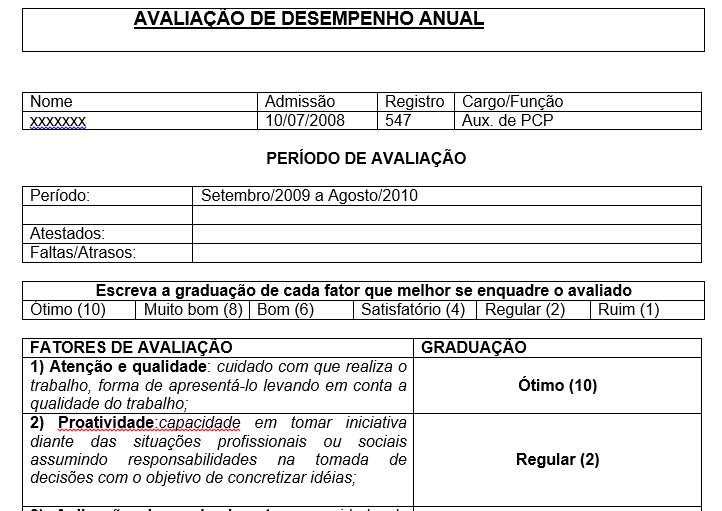 AVALIAÇÃO DE DESEMPENHO ANUAL
Nome Admissão Registro Cargo/Função
xxxxxxx 10/07/2008 547 Aux. de PCP
PERÍODO DE AVALIAÇÃO
Período: Setembro/2009 a Agosto/2010
Atestados:
Faltas/Atrasos:
Escreva a graduação de cada fator que melhor se enquadre o avaliado
Ótimo (10) Muito bom (8) Bom (6) Satisfatório (4) Regular (2) Ruim (1)
FATORES DE AVALIAÇÃO GRADUAÇÃO
1) Atenção e qualidade: cuidado com que realiza o
trabalho, forma de apresentá-lo levando em conta a
qualidade do trabalho;
Ótimo (10)
2) Proatividade:capacidade em tomar iniciativa
diante das situações profissionais ou sociais
assumindo responsabilidades na tomada de
decisões com o objetivo de concretizar idéias;
Regular (2)